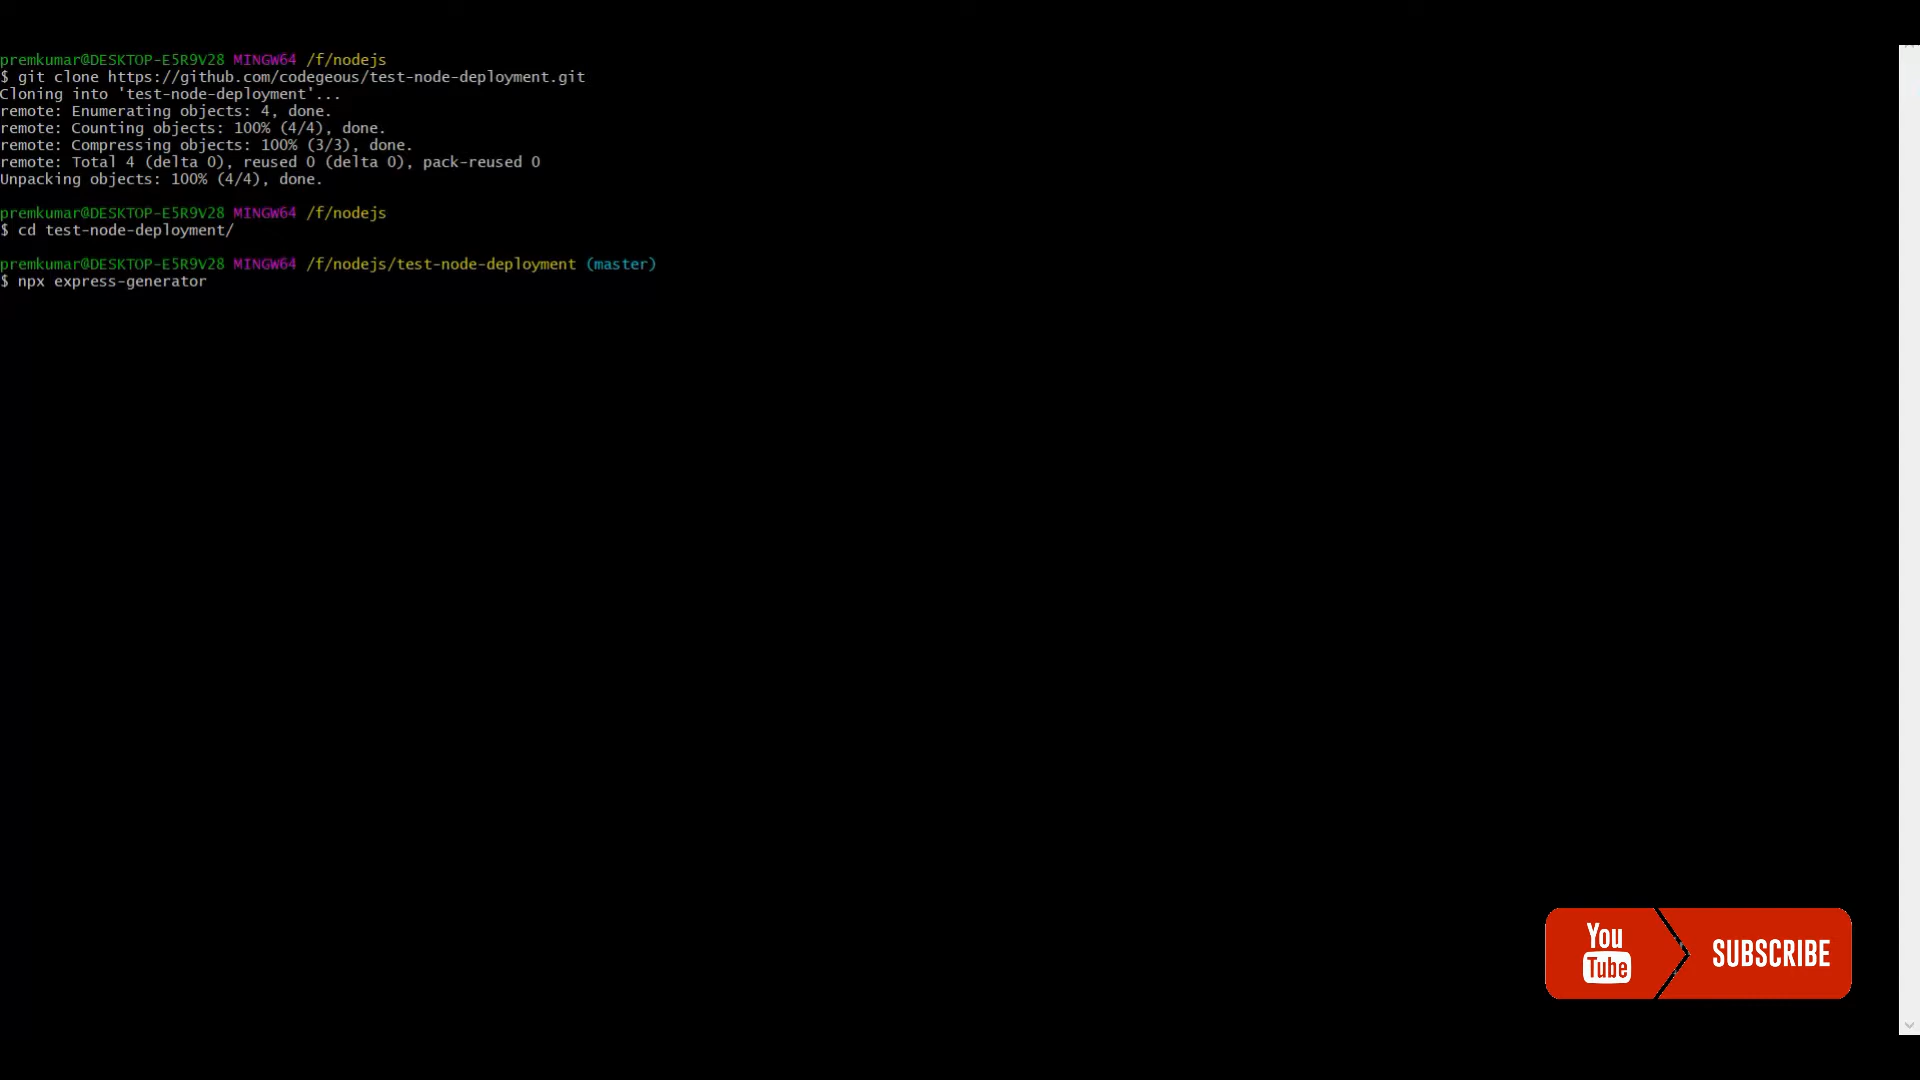 premkumar@DESKTOP-E5R9V28 MINGW64 /f/nodejs
$ git clone https://github.com/codegeous/test-node-deployment.git
Cloning into 'test-node-deployment'...
remote: Enumerating objects: 4, done.
remote: Counting objects: 100% (4/4), done.
remote: Compressing objects: 100% (3/3), done.
remote: Total 4 (delta 0), reused 0 (delta 0), pack-reused 0
Unpacking objects: 100% (4/4), done.
premkumar@DESKTOP-E5R9V28 MINGW64 /f/nodejs
$ cd test-node-deployment/
premkumar@DESKTOP-E5R9V28 MINGW64 /f/nodejs/test-node-deployment (master)
$ npx express-generator
You
Tube
SUBSCRIBE